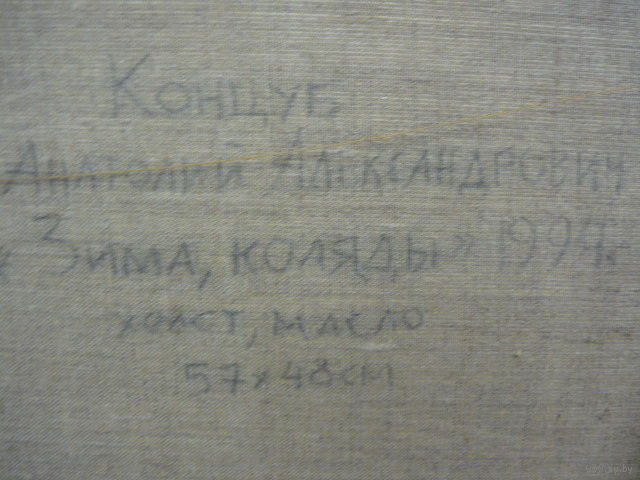 Концуб
Анатолий Александрович
« Зима, коляды» 1997г.
холст, масло
57х48см